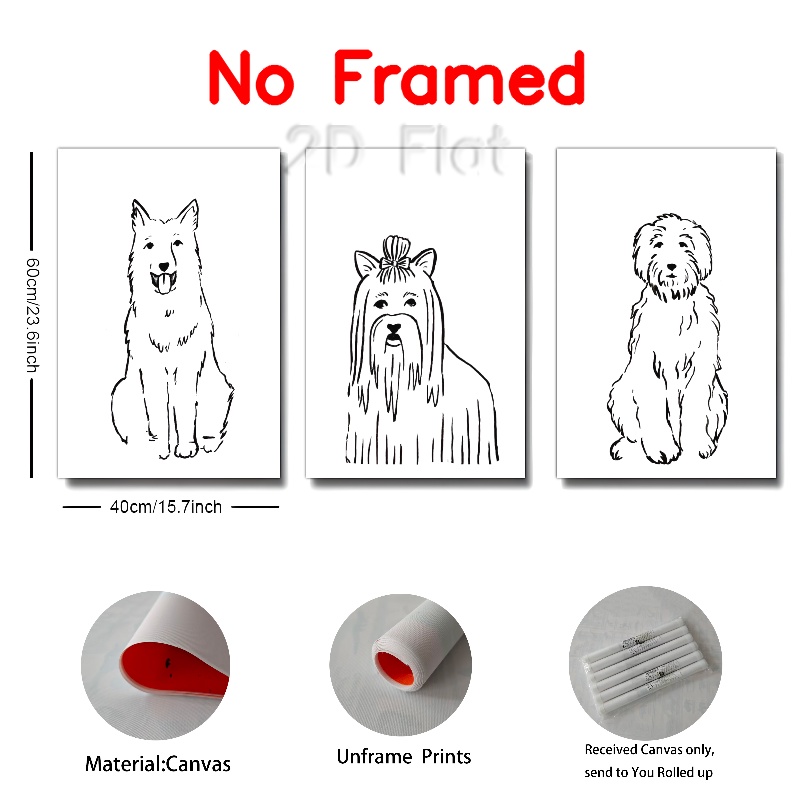 No Framed
2D Flat
60cm/23.6inch
40cm/15.7inch
Material:Canvas
Unframe Prints
Received Canvas only,
send to You Rolled up